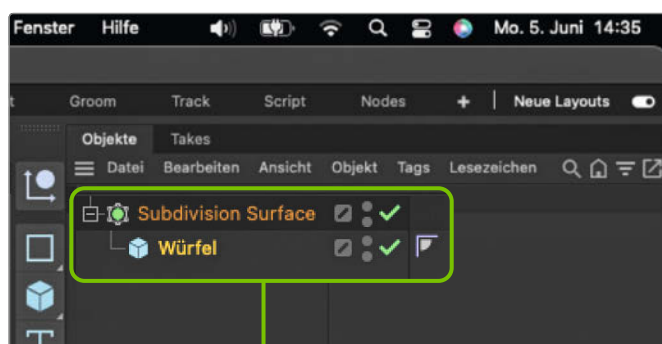 Fenster Hilfe Mo. 5. Juni 14:35
t Groom Track Script Nodes + Neue Layouts
Objekte Takes
Datei Bearbeiten Ansicht Objekt Tags Lesezeichen
Subdivision Surface
Würfel